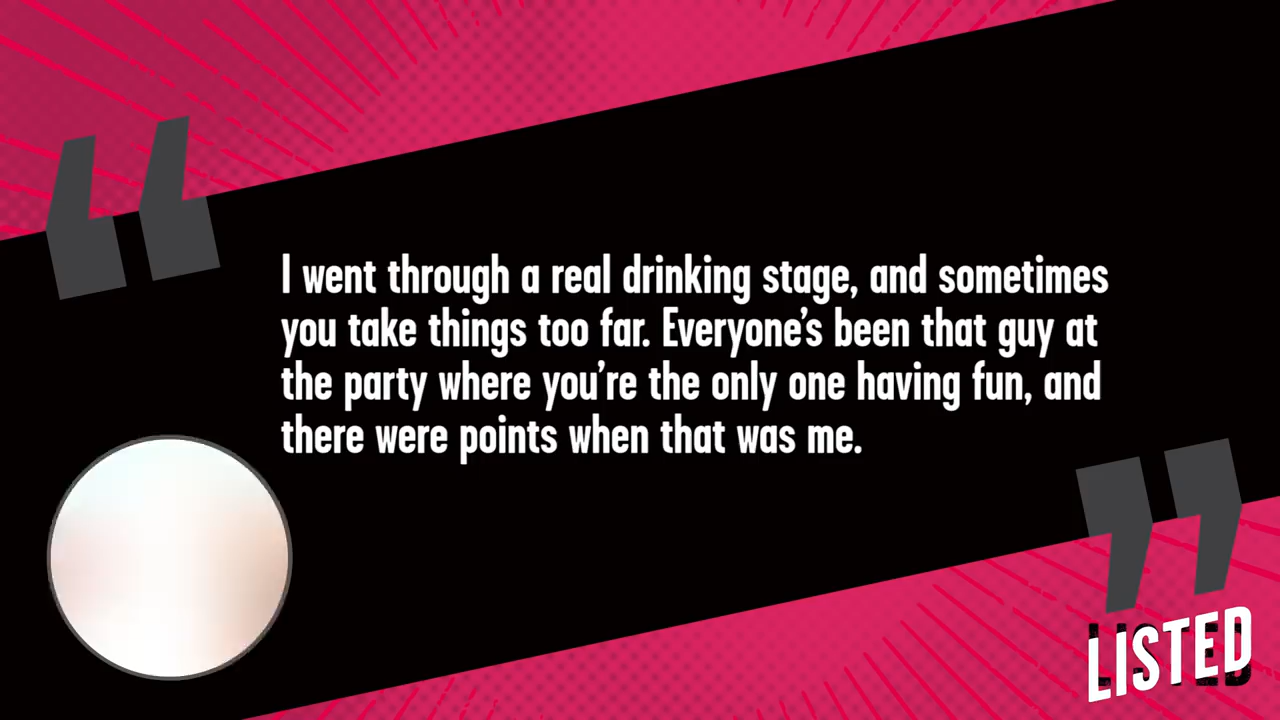 I went through a real drinking stage, and sometimes
you take things too far. Everyone’s been that guy at
the party where you’re the only one having fun, and
there were points when that was me.
LISTED